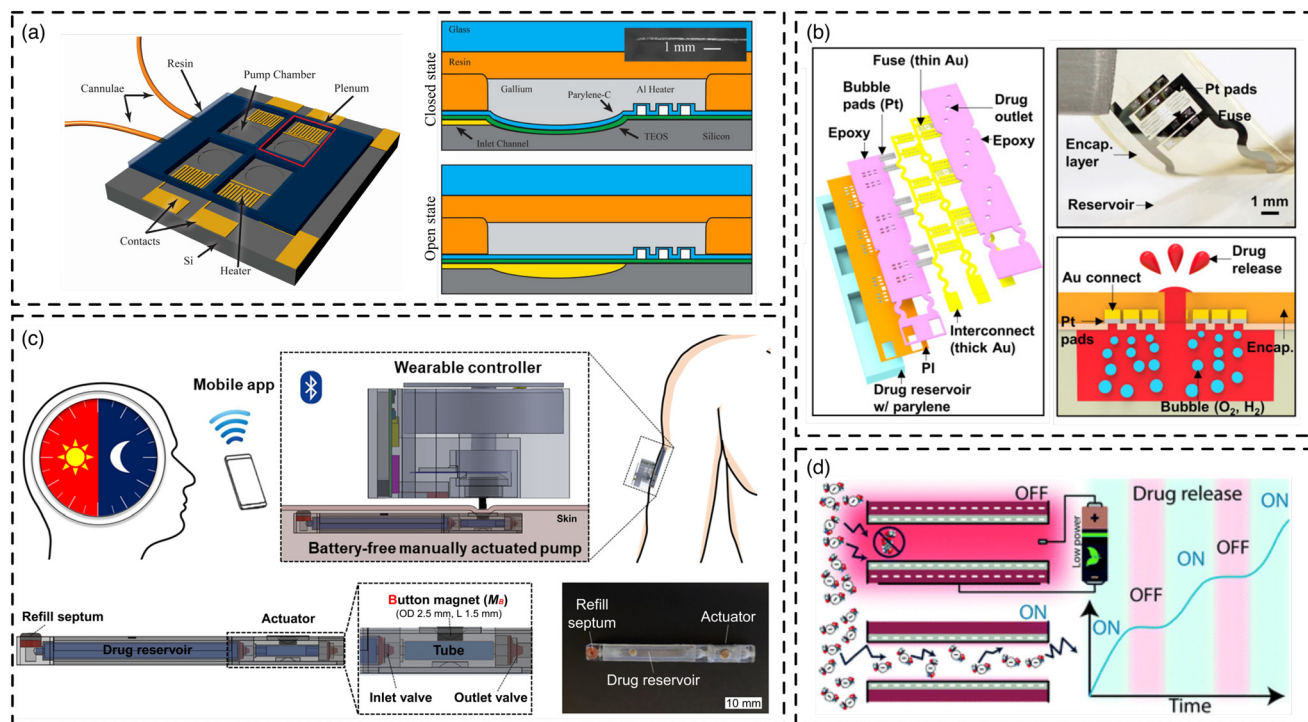 (a)
Resin
Pump Chamber
Plenum
Cannulae
Contacts
Si
Heater
Closed state
Glass
1 mm
Resin
Gallium
Parylene-C
Al Heater
Inlet Channel
TEOS
Silicon
Open state
(b)
Fuse (thin Au)
Bubble
pads (Pt)
Epoxy
Drug
outlet
Epoxy
Interconnect
(thick Au)
PI
Drug reservoir
w/ parylene
Pt pads
Fuse
Encap.
layer
Reservoir
1 mm
Drug
release
Au connect
Pt
pads
Encap.
Bubble (O2, H2)
(c)
Mobile app
Wearable controller
Skin
Battery-free manually actuated pump
Refill septum
Actuator
Drug reservoir
Button magnet (MB)
(OD 2.5 mm, L 1.5 mm)
Tube
Inlet valve
Outlet valve
Refill
septum
Actuator
Drug reservoir
10 mm
(d)
OFF
+
Low power
-
ON
Drug release
ON
OFF
ON
OFF
ON
Time